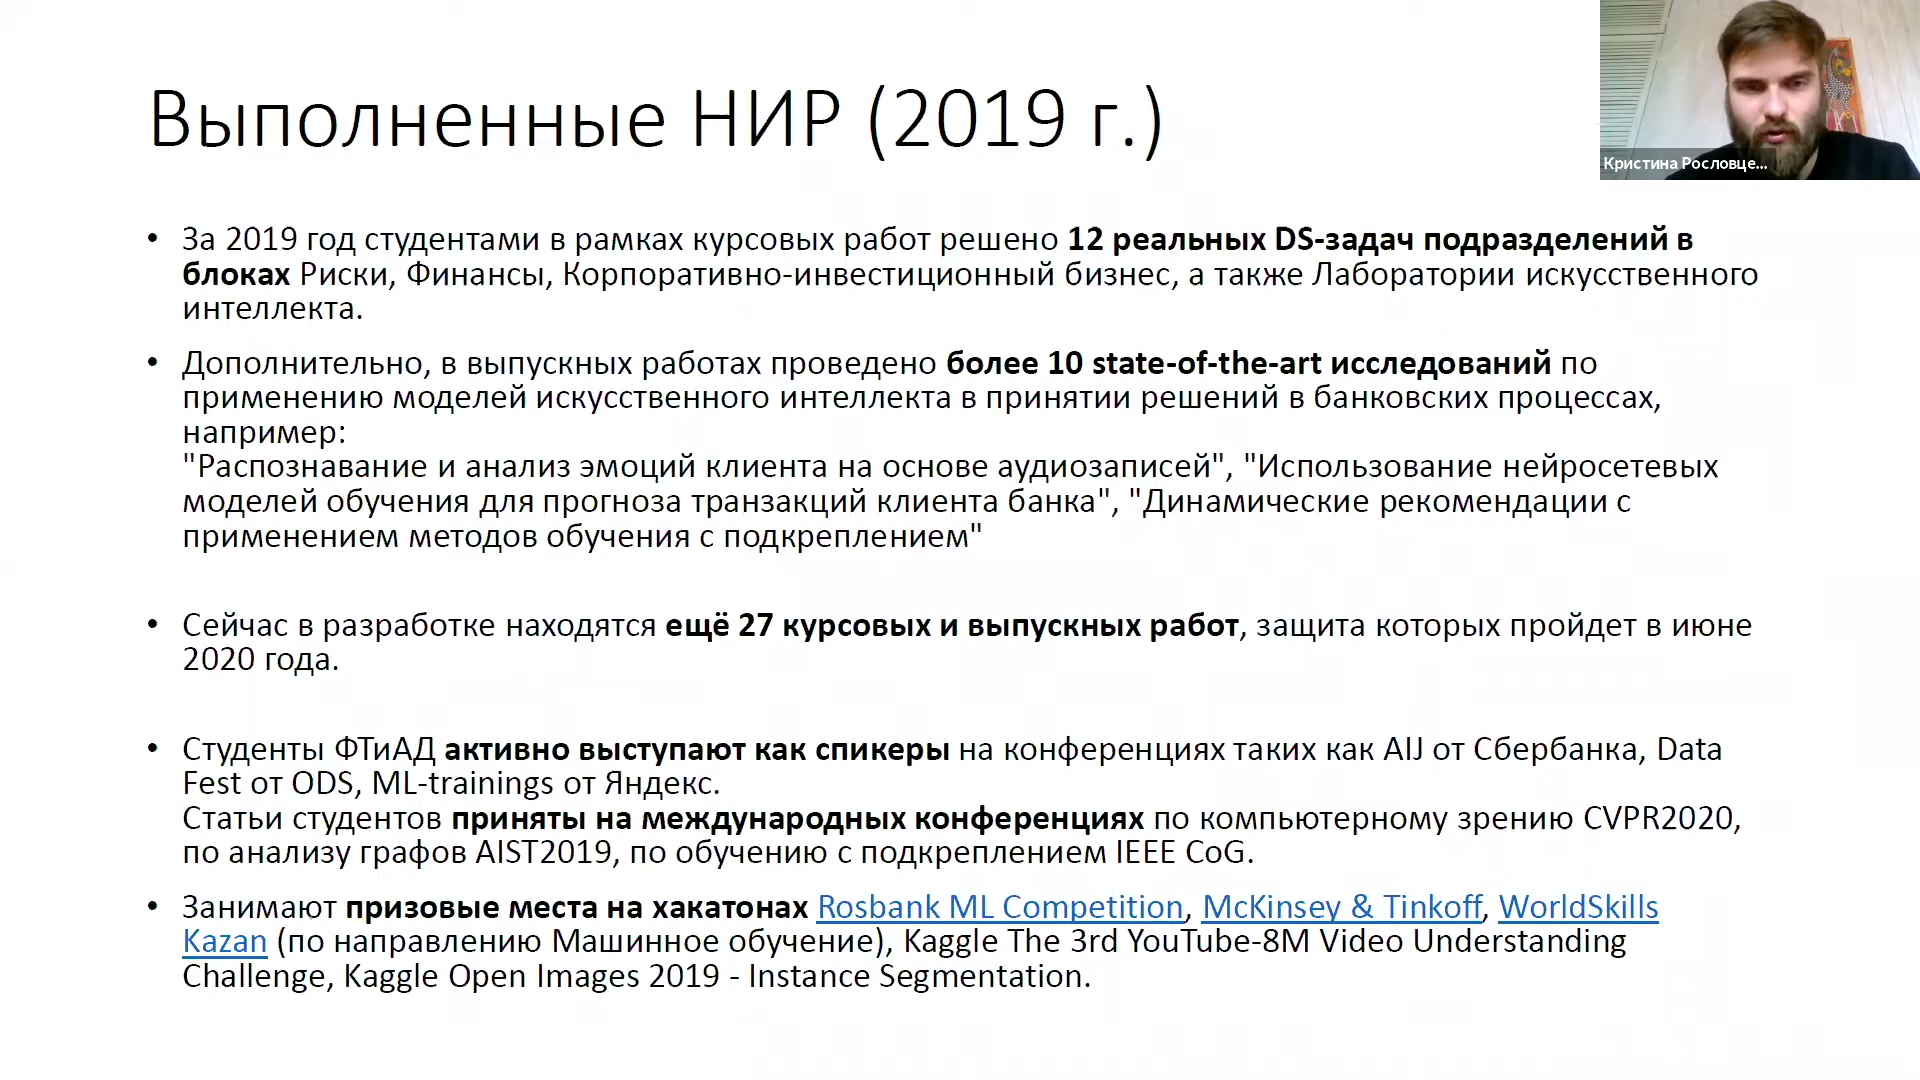 Выполненные НИР (2019 г.)
Кристина Рословце...
• За 2019 год студентами в рамках курсовых работ решено 12 реальных DS-задач подразделений в
блоках Риски, Финансы, Корпоративно-инвестиционный бизнес, а также Лаборатории искусственного
интеллекта.
• Дополнительно, в выпускных работах проведено более 10 state-of-the-art исследований по
применению моделей искусственного интеллекта в принятии решений в банковских процессах,
например:
"Распознавание и анализ эмоций клиента на основе аудиозаписей", "Использование нейросетевых
моделей обучения для прогноза транзакций клиента банка", "Динамические рекомендации с
применением методов обучения с подкреплением"
• Сейчас в разработке находятся ещё 27 курсовых и выпускных работ, защита которых пройдет в июне
2020 года.
• Студенты ФТиАД активно выступают как спикеры на конференциях таких как AIJ от Сбербанка, Data
Fest от ODS, ML-trainings от Яндекс.
Статьи студентов приняты на международных конференциях по компьютерному зрению CVPR2020,
по анализу графов AIST2019, по обучению с подкреплением IEEE CoG.
• Занимают призовые места на хакатонах Rosbank ML Competition, McKinsey & Tinkoff, WorldSkills
Kazan (по направлению Машинное обучение), Kaggle The 3rd YouTube-8M Video Understanding
Challenge, Kaggle Open Images 2019 - Instance Segmentation.